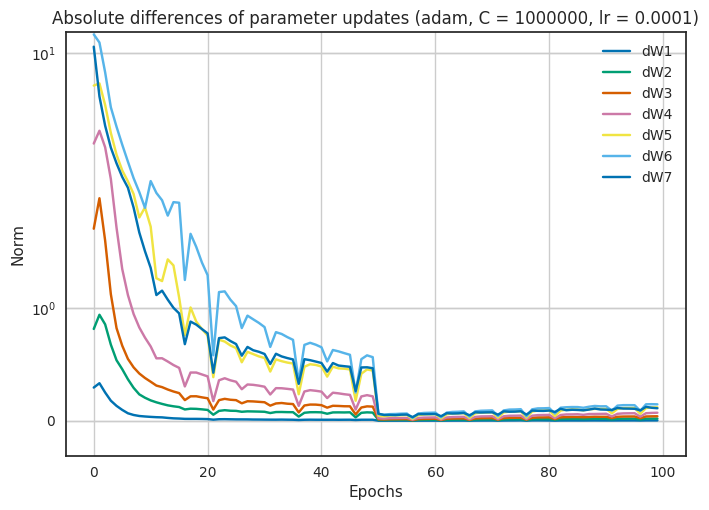 Absolute differences of parameter updates (adam, C = 1000000, lr = 0.0001)
10¹
10⁰
0
Norm
dW1
dW2
dW3
dW4
dW5
dW6
dW7
0 20 40 60 80 100
Epochs